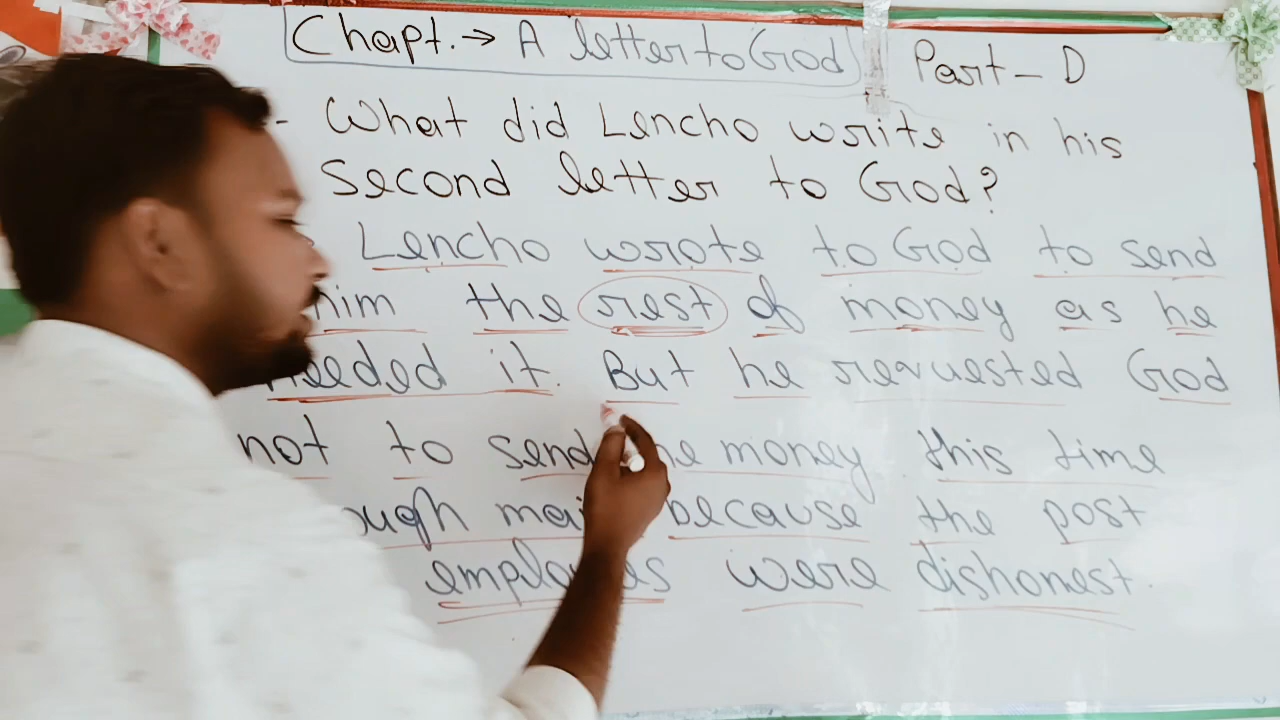 Chapt. → A letter to God Part - D
- What did Lencho write in his
Second letter to God?
Lencho wrote to God to send
him the rest of money as he
needed it. But he requested God
not to send money this time
mail because the post
employees were dishonest.